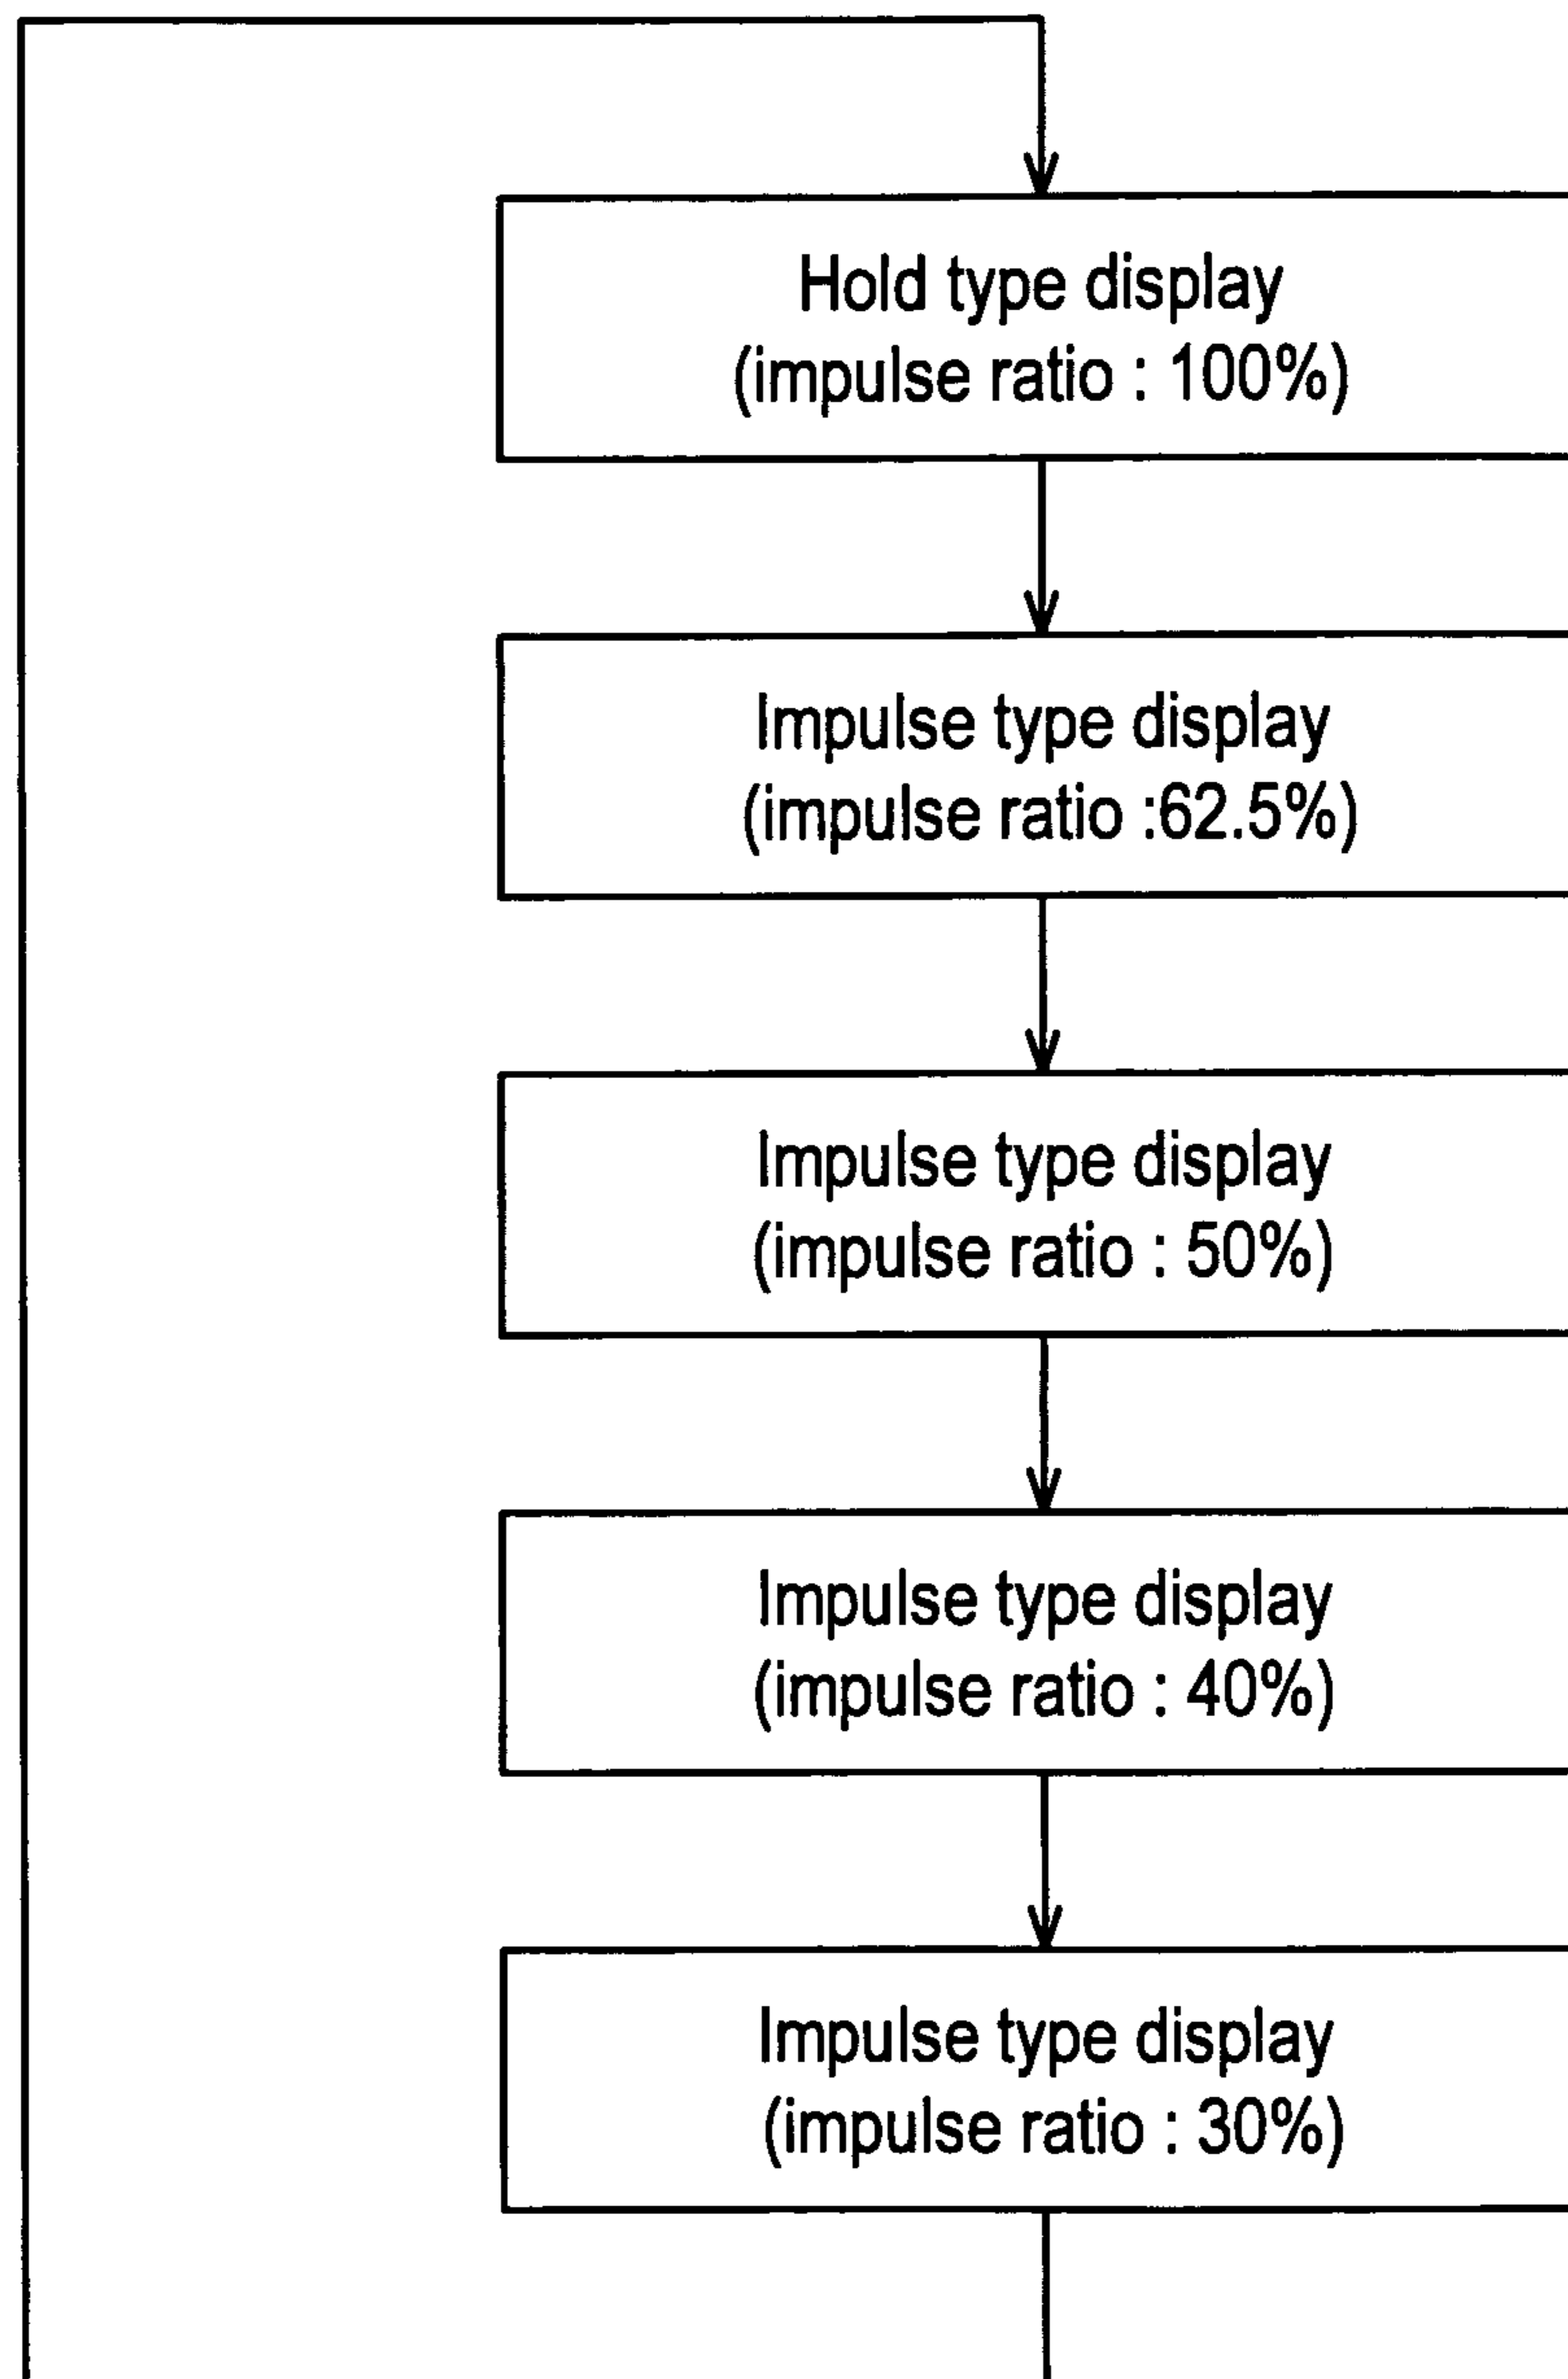 Hold type display
(impulse ratio : 100%)
Impulse type display
(impulse ratio :62.5%)
Impulse type display
(impulse ratio : 50%)
Impulse type display
(impulse ratio : 40%)
Impulse type display
(impulse ratio : 30%)